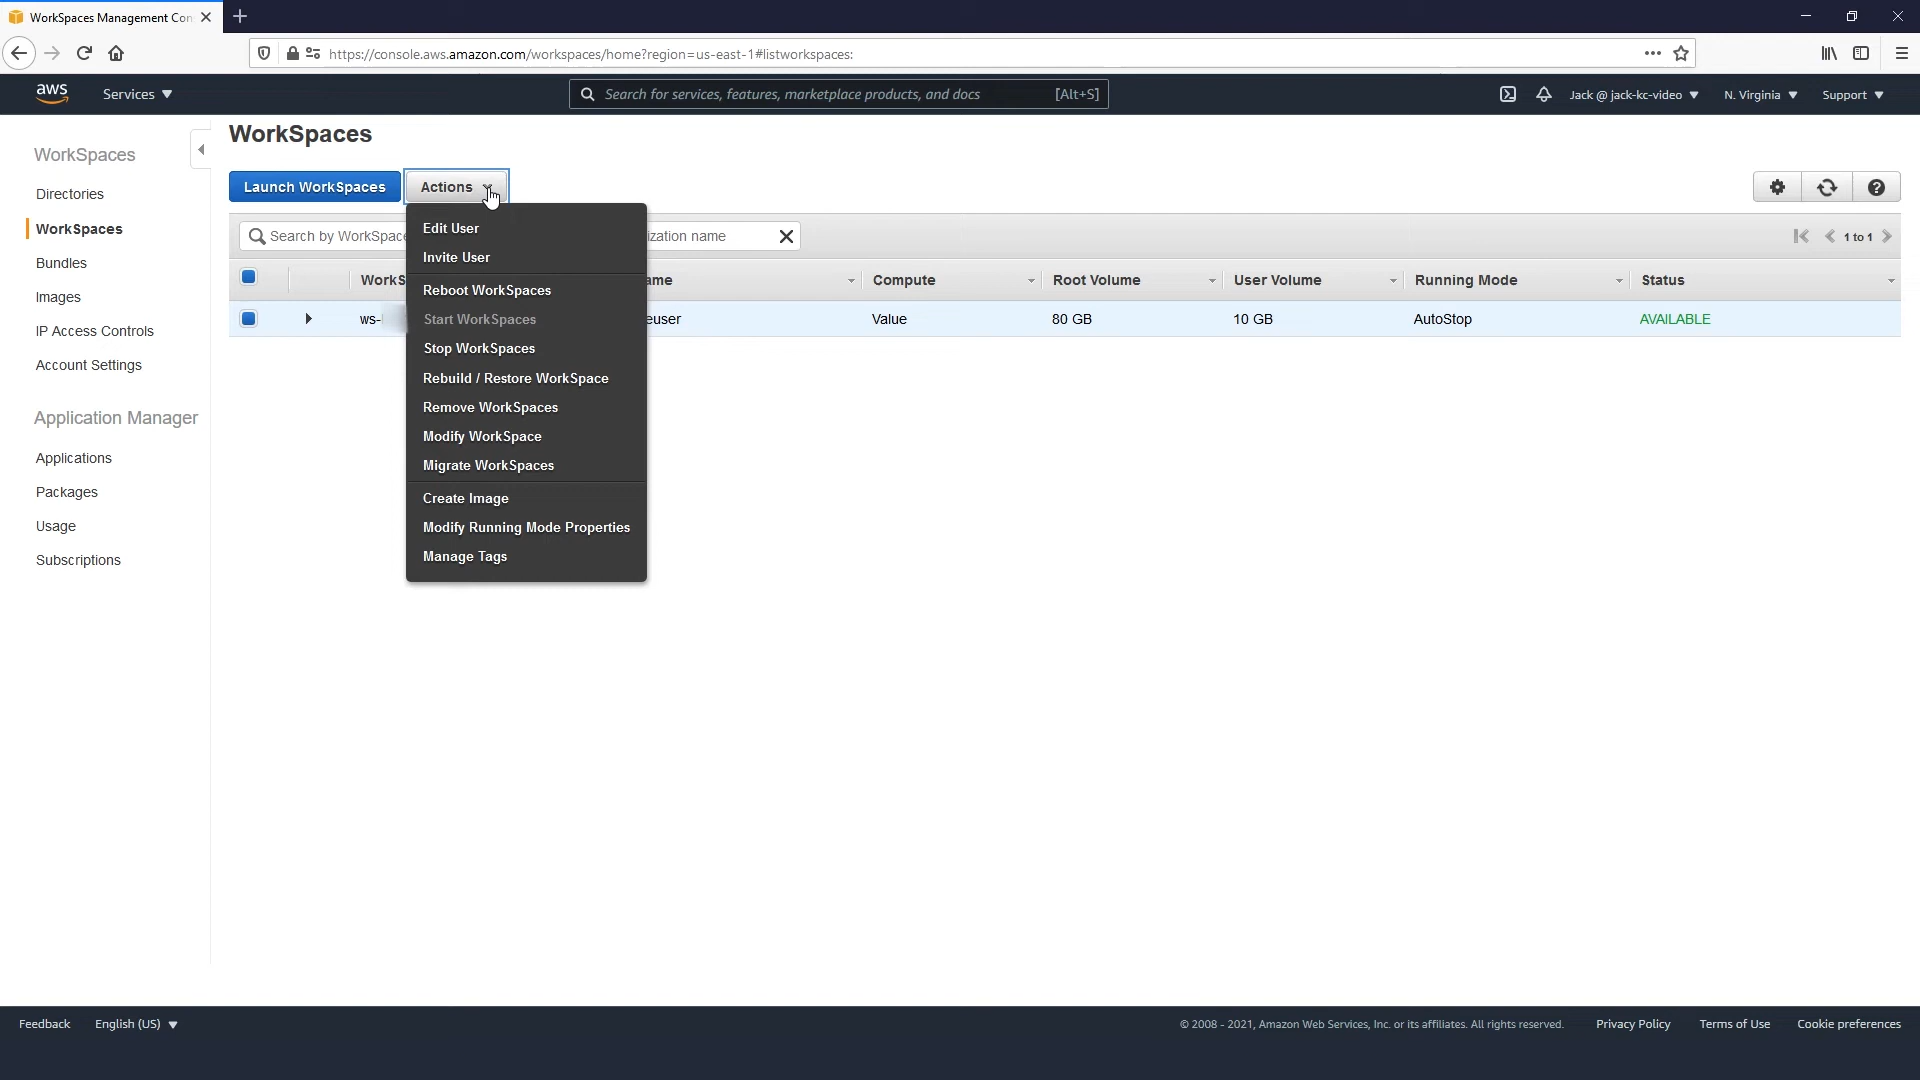 WorkSpaces Management Con
https://console.aws.amazon.com/workspaces/home?region=us-east-1#listworkspaces:
aws
Services
Search for services, features, marketplace products, and docs
[Alt+S]
Jack @ jack-kc-video
N. Virginia
Support
WorkSpaces
Directories
WorkSpaces
Bundles
Images
IP Access Controls
Account Settings
Application Manager
Applications
Packages
Usage
Subscriptions
WorkSpaces
Launch WorkSpaces
Actions
Search by WorkSpace
ization name
1 to 1
WorkS
ame
Compute
Root Volume
User Volume
Running Mode
Status
ws-
euser
Value
80 GB
10 GB
AutoStop
AVAILABLE
Edit User
Invite User
Reboot WorkSpaces
Start WorkSpaces
Stop WorkSpaces
Rebuild / Restore WorkSpace
Remove WorkSpaces
Modify WorkSpace
Migrate WorkSpaces
Create Image
Modify Running Mode Properties
Manage Tags
Feedback
English (US)
© 2008 - 2021, Amazon Web Services, Inc. or its affiliates. All rights reserved.
Privacy Policy
Terms of Use
Cookie preferences